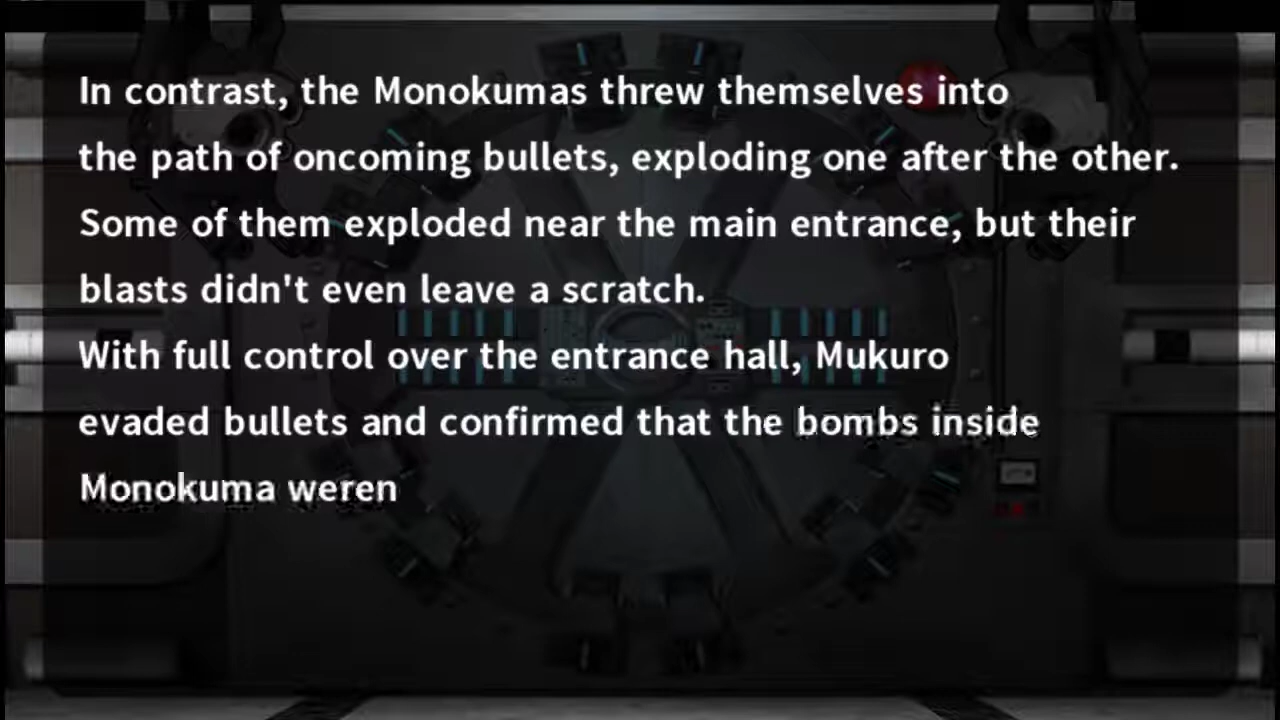 In contrast, the Monokumas threw themselves into
the path of oncoming bullets, exploding one after the other.
Some of them exploded near the main entrance, but their
blasts didn't even leave a scratch.
With full control over the entrance hall, Mukuro
evaded bullets and confirmed that the bombs inside
Monokuma weren